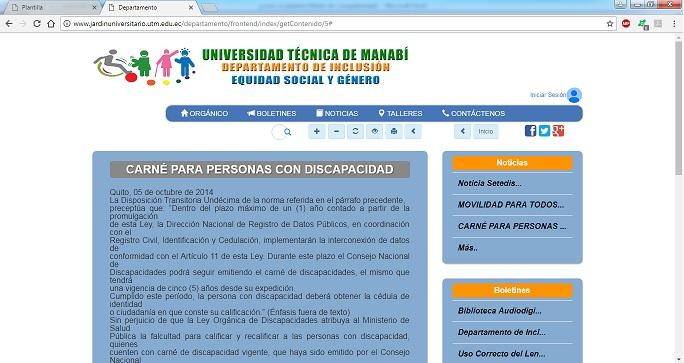 Plantilla
Departamento
www.jardinuniversitario.utm.edu.ec/departamento/frontend/index/getContenido/5#
UNIVERSIDAD TÉCNICA DE MANABÍ
DEPARTAMENTO DE INCLUSIÓN
EQUIDAD SOCIAL Y GÉNERO
Iniciar Sesión
ORGÁNICO BOLETINES NOTICIAS TALLERES CONTÁCTENOS
Inicio
CARNÉ PARA PERSONAS CON DISCAPACIDAD
Quito, 05 de octubre de 2014
La Disposición Transitoria Undécima de la norma referida en el párrafo precedente,
preceptúa que: “Dentro del plazo máximo de un (1) año contado a partir de la
promulgación
de esta Ley, la Dirección Nacional de Registro de Datos Públicos, en coordinación
con el
Registro Civil, Identificación y Cedulación, implementarán la interconexión de datos
de
conformidad con el Artículo 11 de esta Ley. Durante este plazo el Consejo Nacional
de
Discapacidades podrá seguir emitiendo el carné de discapacidades, el mismo que
tendrá
una vigencia de cinco (5) años desde su expedición.
Cumplido este período, la persona con discapacidad deberá obtener la cédula de
identidad
o ciudadanía en que conste su calificación.” (Énfasis fuera de texto)
Sin perjuicio de que la Ley Orgánica de Discapacidades atribuya al Ministerio de
Salud
Pública la falcultad para calificar y recalificar a las personas con discapacidad,
quienes
cuenten con carné de discapacidad vigente, que haya sido emitido por el Consejo
Nacional
Noticias
Noticia Setedis...
MOVILIDAD PARA TODOS...
CARNÉ PARA PERSONAS ...
Más..
Boletines
Biblioteca Audiodigi...
Departamento de Incl...
Uso Correcto del Len...